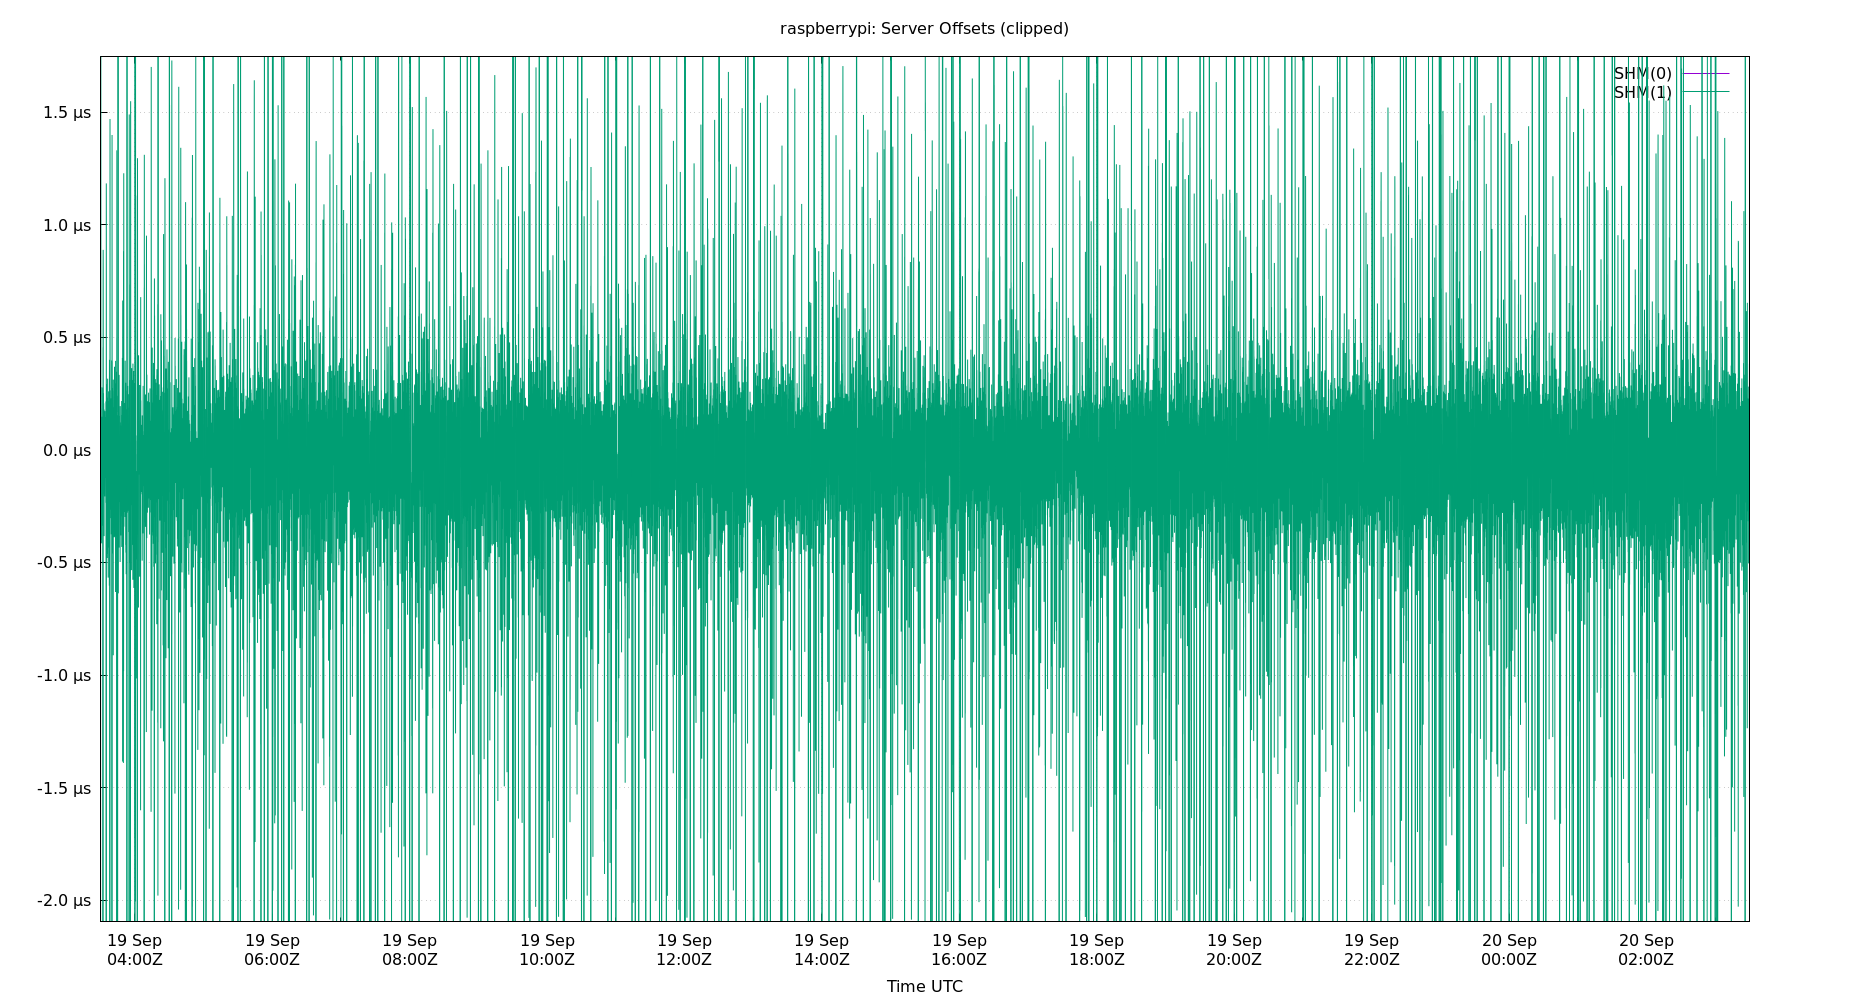 raspberrypi: Server Offsets (clipped)
SHM(0)
SHM(1)
1.5 µs
1.0 µs
0.5 µs
0.0 µs
-0.5 µs
-1.0 µs
-1.5 µs
-2.0 µs
19 Sep 19 Sep 19 Sep 19 Sep 19 Sep 19 Sep 19 Sep 19 Sep 19 Sep 19 Sep 20 Sep 20 Sep
04:00Z 06:00Z 08:00Z 10:00Z 12:00Z 14:00Z 16:00Z 18:00Z 20:00Z 22:00Z 00:00Z 02:00Z
Time UTC